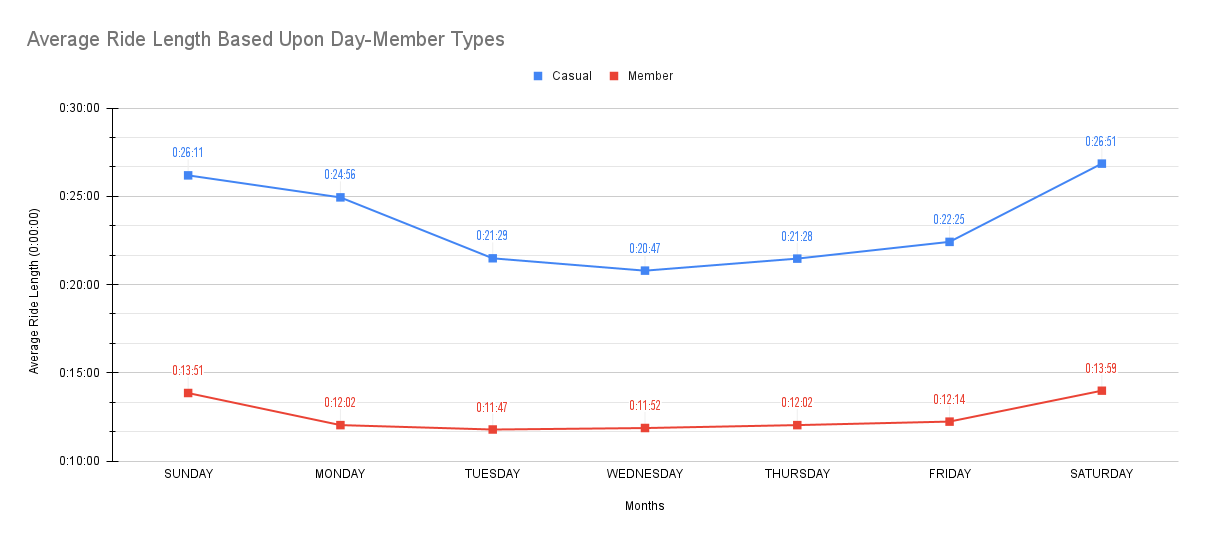 Average Ride Length Based Upon Day-Member Types
Casual Member
0:30:00
0:25:00
0:20:00
0:15:00
0:10:00
Average Ride Length (0:00:00)
0:26:11 0:24:56 0:21:29 0:20:47 0:21:28 0:22:25 0:26:51
0:13:51 0:12:02 0:11:47 0:11:52 0:12:02 0:12:14 0:13:59
SUNDAY MONDAY TUESDAY WEDNESDAY THURSDAY FRIDAY SATURDAY
Months